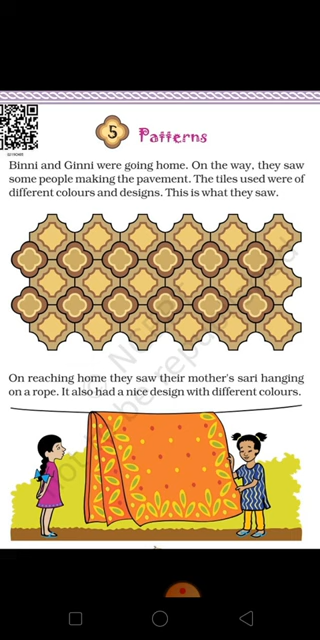 5 Patterns
Binni and Ginni were going home. On the way, they saw
some people making the pavement. The tiles used were of
different colours and designs. This is what they saw.
On reaching home they saw their mother's sari hanging
on a rope. It also had a nice design with different colours.